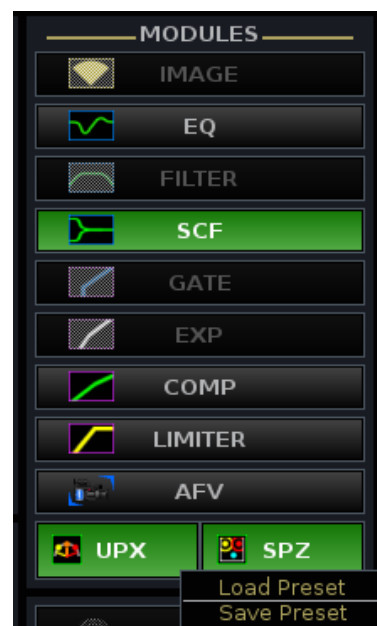 MODULES
IMAGE
EQ
FILTER
SCF
GATE
EXP
COMP
LIMITER
AFV
UPX SPZ
Load Preset
Save Preset